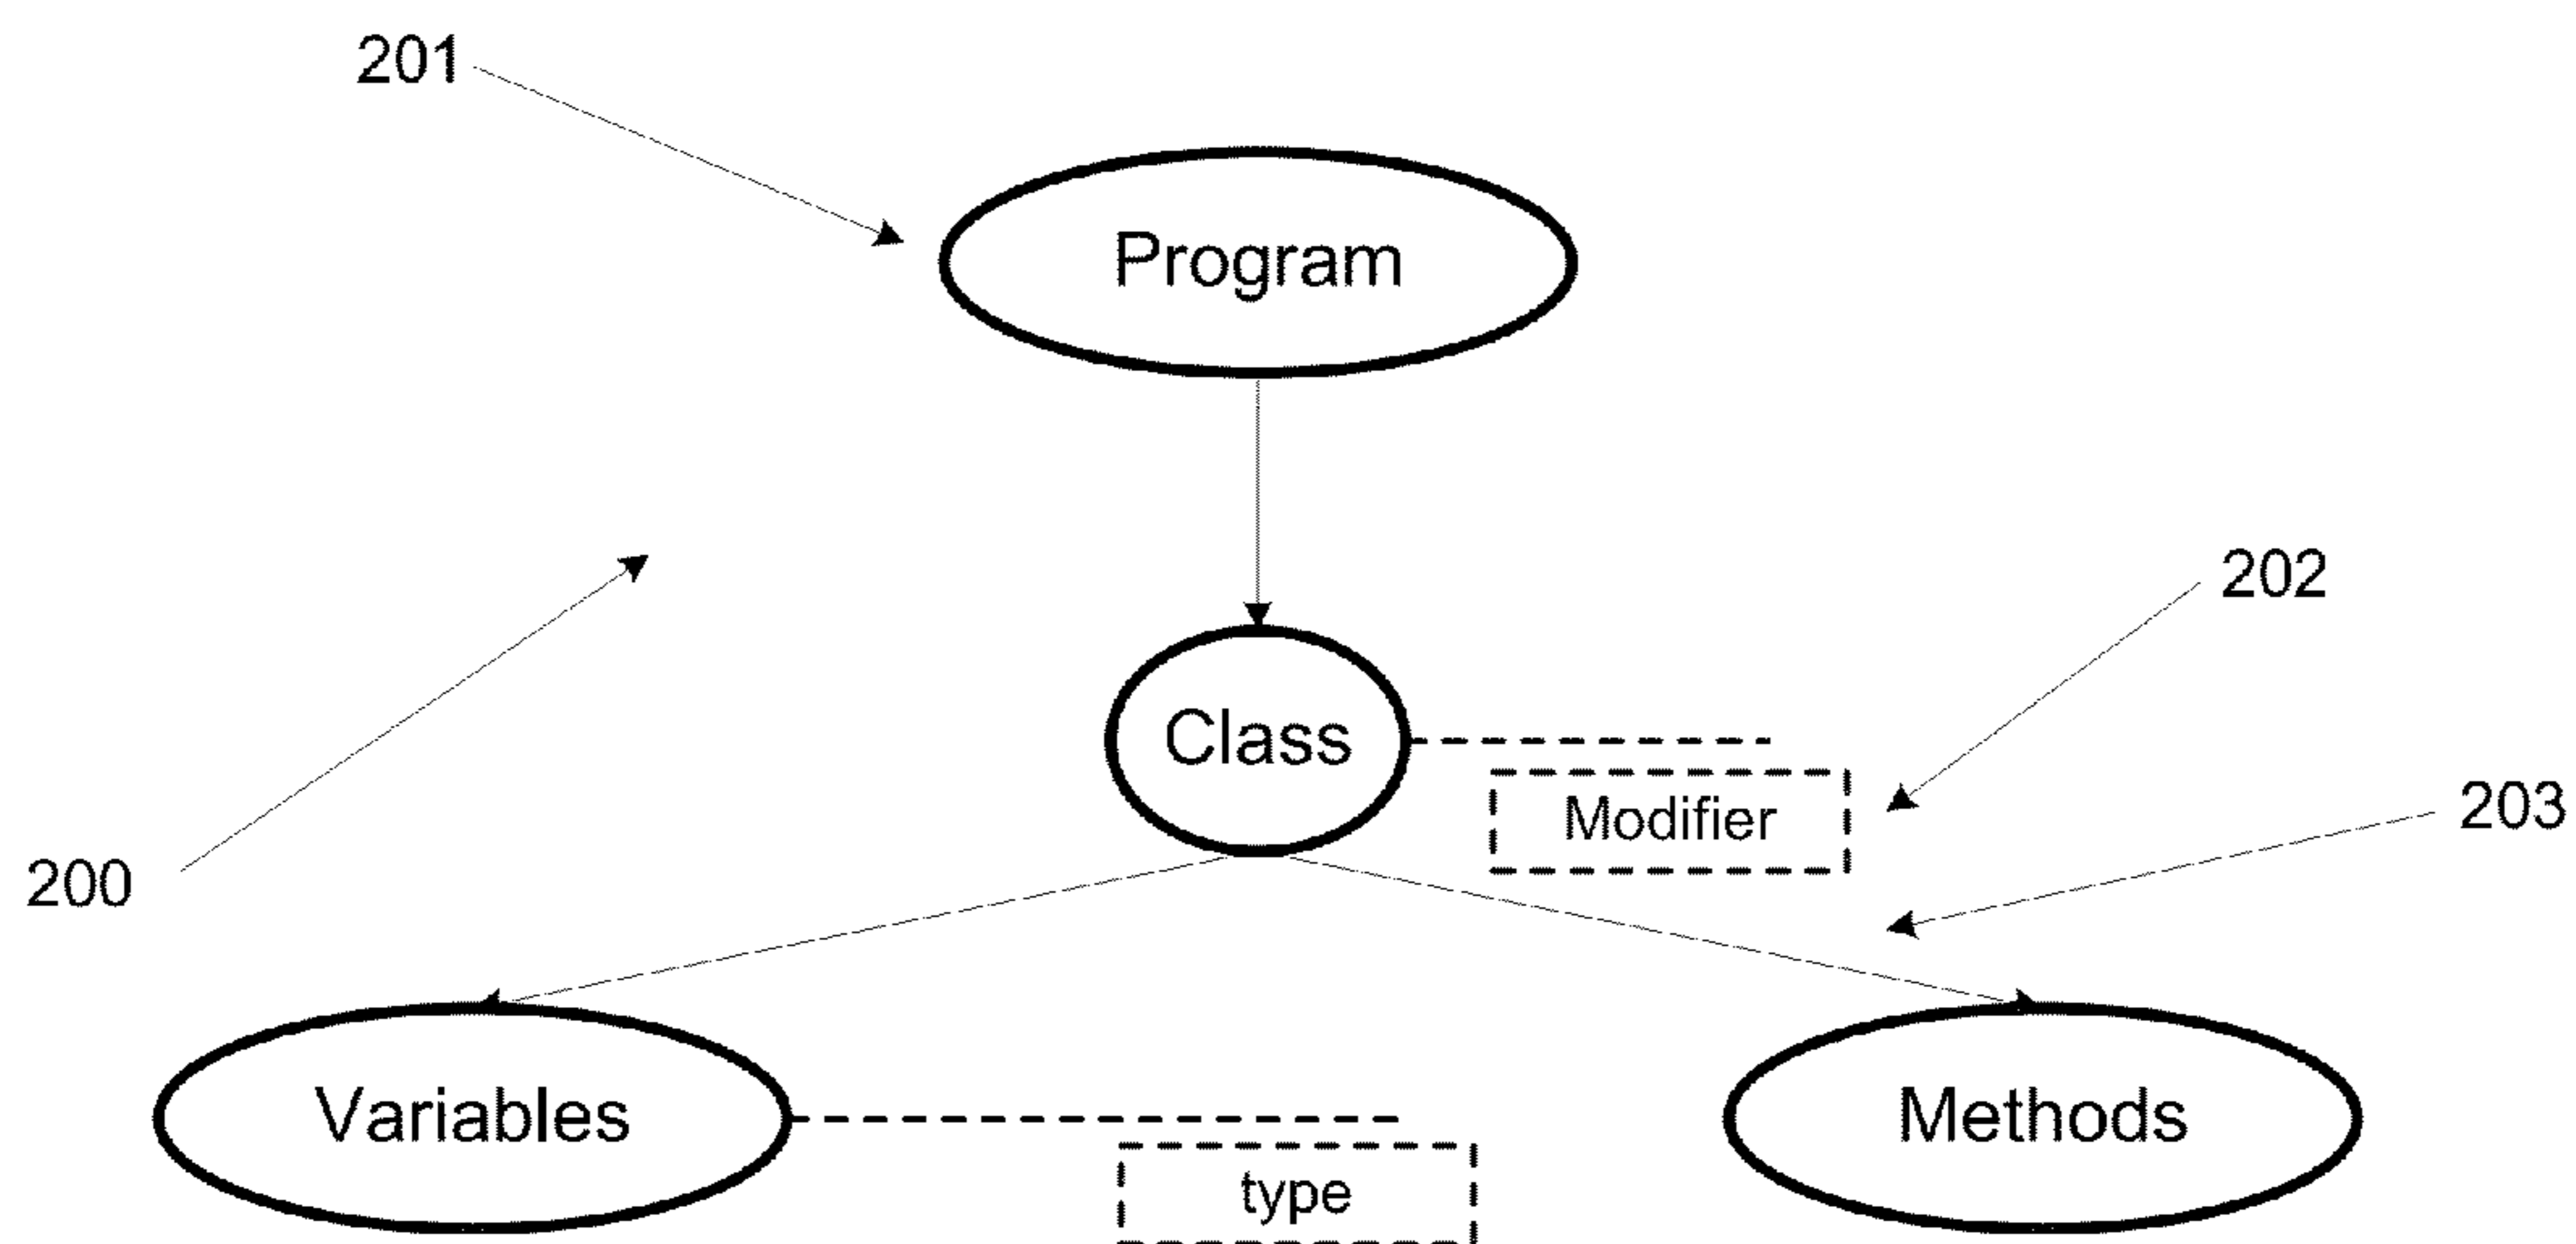 201
Program
202
Class
Modifier
203
200
Variables
Methods
type